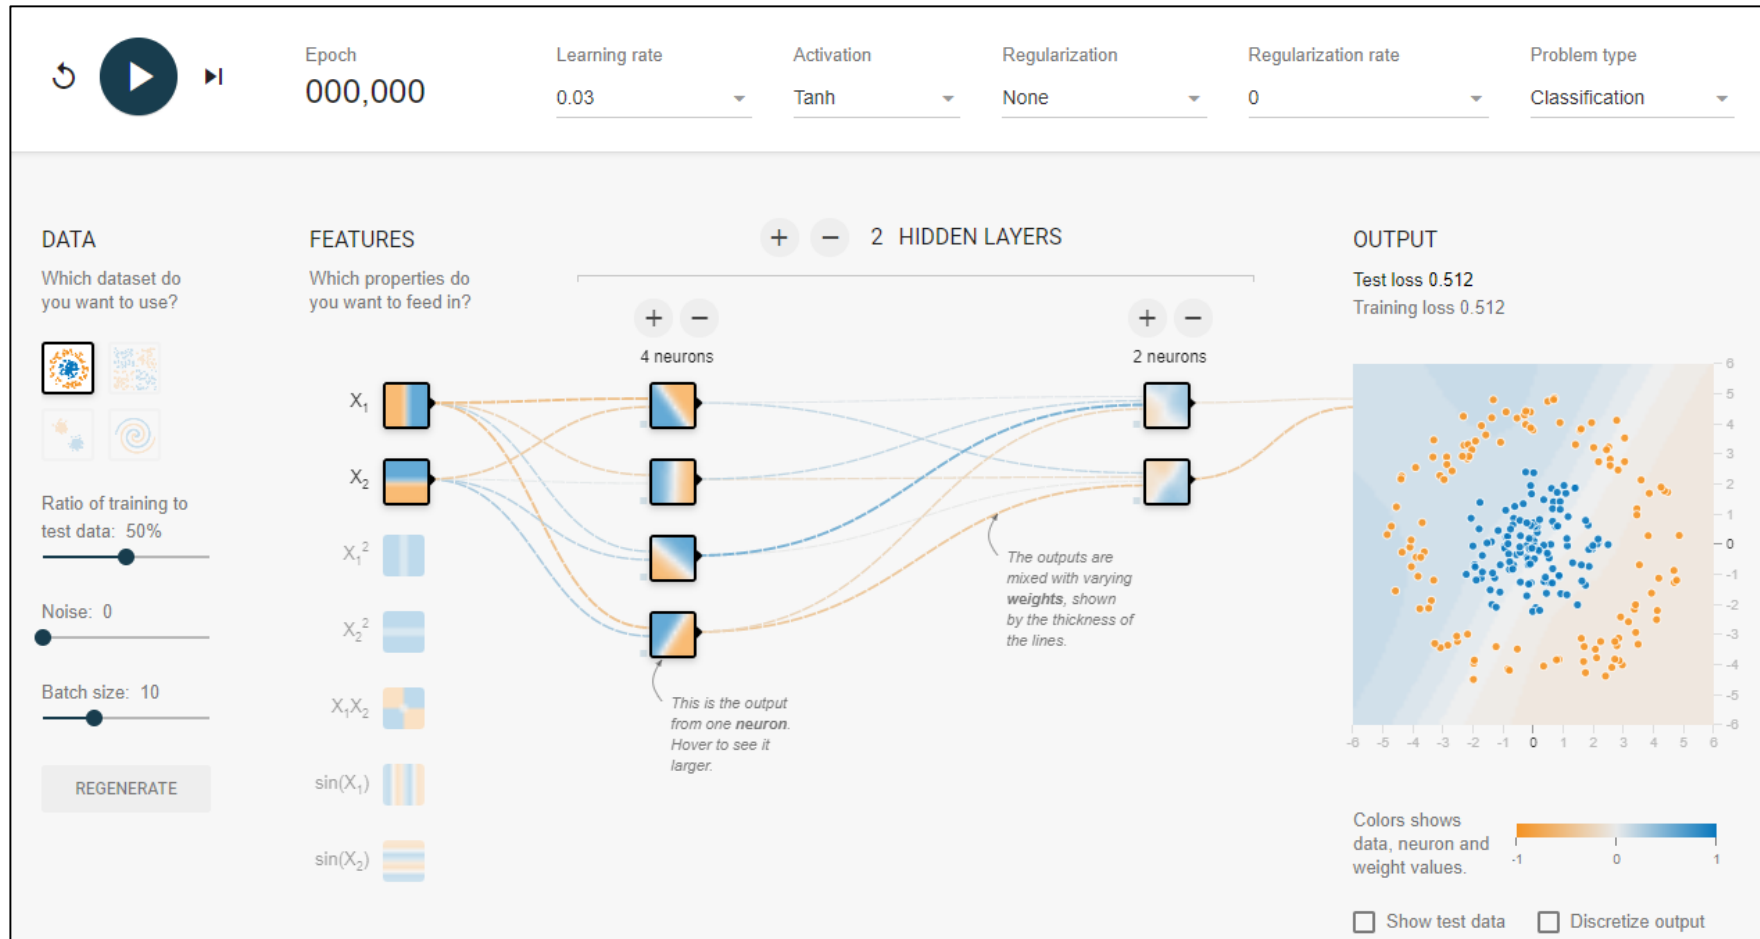 Epoch
000,000
Learning rate
0.03
Activation
Tanh
Regularization
None
Regularization rate
0
Problem type
Classification
DATA
Which dataset do
you want to use?
Ratio of training to
test data: 50%
Noise: 0
Batch size: 10
REGENERATE
FEATURES
Which properties do
you want to feed in?
X₁
X₂
X₁²
X₂²
X₁X₂
sin(X₁)
sin(X₂)
+ − 2 HIDDEN LAYERS
+ −
4 neurons
+ −
2 neurons
This is the output
from one neuron.
Hover to see it
larger.
The outputs are
mixed with varying
weights, shown
by the thickness of
the lines.
OUTPUT
Test loss 0.512
Training loss 0.512
6
5
4
3
2
1
0
-1
-2
-3
-4
-5
-6
-6 -5 -4 -3 -2 -1 0 1 2 3 4 5 6
Colors shows
data, neuron and
weight values.
-1 0 1
Show test data
Discretize output